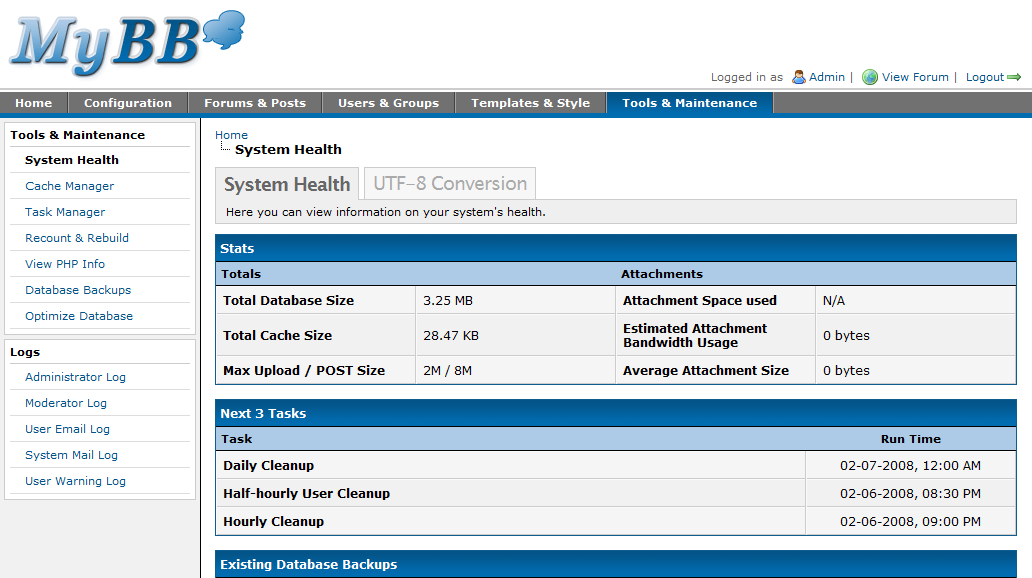 MyBB
Logged in as Admin | View Forum | Logout
Home Configuration Forums & Posts Users & Groups Templates & Style Tools & Maintenance
Tools & Maintenance
System Health
Cache Manager
Task Manager
Recount & Rebuild
View PHP Info
Database Backups
Optimize Database
Logs
Administrator Log
Moderator Log
User Email Log
System Mail Log
User Warning Log
Home
System Health
System Health UTF-8 Conversion
Here you can view information on your system's health.
Stats
Totals Attachments
Total Database Size 3.25 MB Attachment Space used N/A
Total Cache Size 28.47 KB Estimated Attachment
Bandwidth Usage 0 bytes
Max Upload / POST Size 2M / 8M Average Attachment Size 0 bytes
Next 3 Tasks
Task Run Time
Daily Cleanup 02-07-2008, 12:00 AM
Half-hourly User Cleanup 02-06-2008, 08:30 PM
Hourly Cleanup 02-06-2008, 09:00 PM
Existing Database Backups